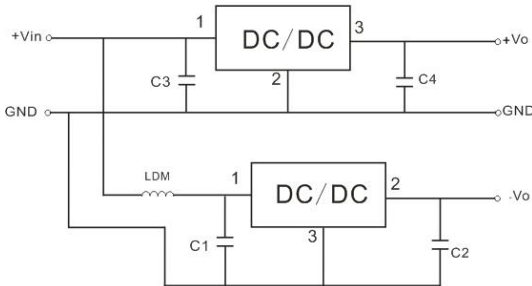 1
DC/DC
3
+Vin
+Vo
C3
2
C4
GND
GND
LDM
1
DC/DC
2
-Vo
C1
3
C2